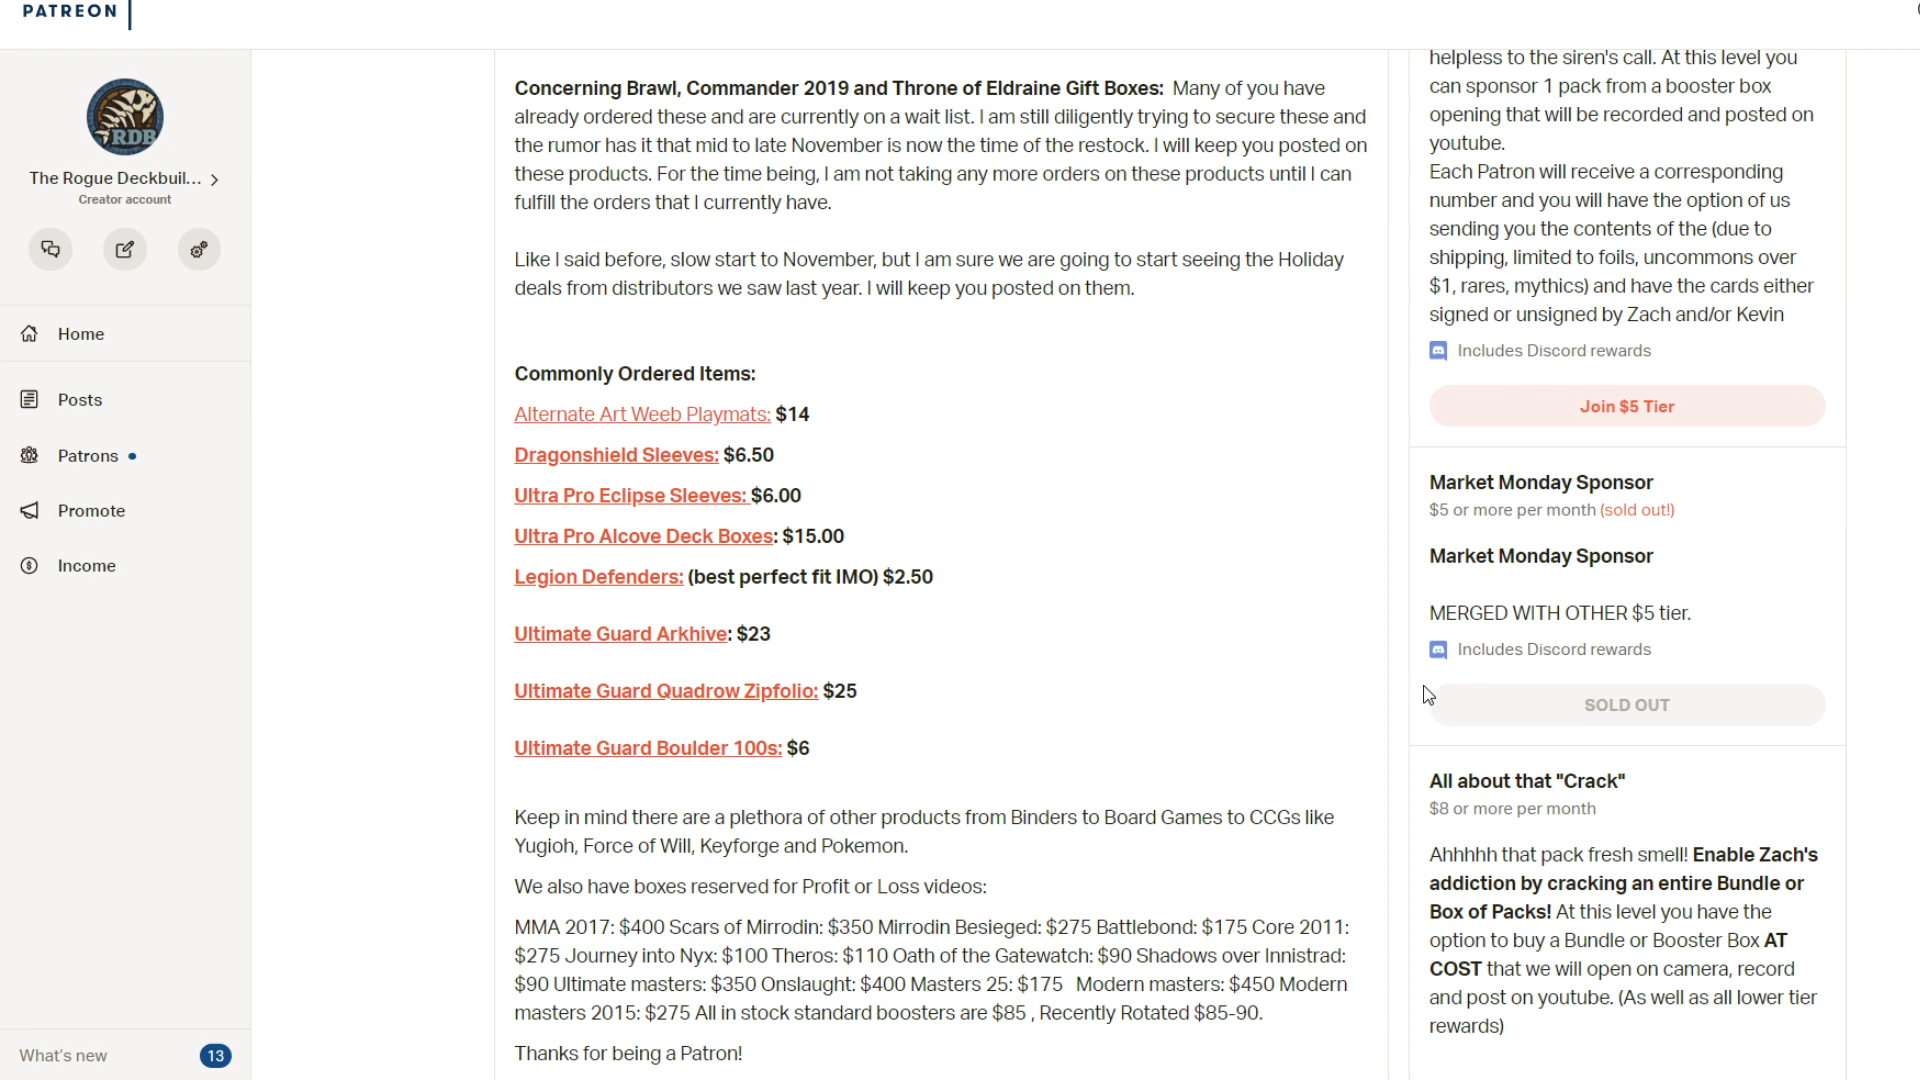 PATREON
RDB
The Rogue Deckbuil...
Creator account
Home
Posts
Patrons
Promote
Income
What's new
13
Concerning Brawl, Commander 2019 and Throne of Eldraine Gift Boxes: Many of you have
already ordered these and are currently on a wait list. I am still diligently trying to secure these and
the rumor has it that mid to late November is now the time of the restock. I will keep you posted on
these products. For the time being, I am not taking any more orders on these products until I can
fulfill the orders that I currently have.
Like I said before, slow start to November, but I am sure we are going to start seeing the Holiday
deals from distributors we saw last year. I will keep you posted on them.
Commonly Ordered Items:
Alternate Art Weeb Playmats: $14
Dragonshield Sleeves: $6.50
Ultra Pro Eclipse Sleeves: $6.00
Ultra Pro Alcove Deck Boxes: $15.00
Legion Defenders: (best perfect fit IMO) $2.50
Ultimate Guard Arkhive: $23
Ultimate Guard Quadrow Zipfolio: $25
Ultimate Guard Boulder 100s: $6
Keep in mind there are a plethora of other products from Binders to Board Games to CCGs like
Yugioh, Force of Will, Keyforge and Pokemon.
We also have boxes reserved for Profit or Loss videos:
MMA 2017: $400 Scars of Mirrodin: $350 Mirrodin Besieged: $275 Battlebond: $175 Core 2011:
$275 Journey into Nyx: $100 Theros: $110 Oath of the Gatewatch: $90 Shadows over Innistrad:
$90 Ultimate masters: $350 Onslaught: $400 Masters 25: $175 Modern masters: $450 Modern
masters 2015: $275 All in stock standard boosters are $85 , Recently Rotated $85-90.
Thanks for being a Patron!
helpless to the siren's call. At this level you
can sponsor 1 pack from a booster box
opening that will be recorded and posted on
youtube.
Each Patron will receive a corresponding
number and you will have the option of us
sending you the contents of the (due to
shipping, limited to foils, uncommons over
$1, rares, mythics) and have the cards either
signed or unsigned by Zach and/or Kevin
Includes Discord rewards
Join $5 Tier
Market Monday Sponsor
$5 or more per month (sold out!)
Market Monday Sponsor
MERGED WITH OTHER $5 tier.
Includes Discord rewards
SOLD OUT
All about that "Crack"
$8 or more per month
Ahhhhh that pack fresh smell! Enable Zach's
addiction by cracking an entire Bundle or
Box of Packs! At this level you have the
option to buy a Bundle or Booster Box AT
COST that we will open on camera, record
and post on youtube. (As well as all lower tier
rewards)